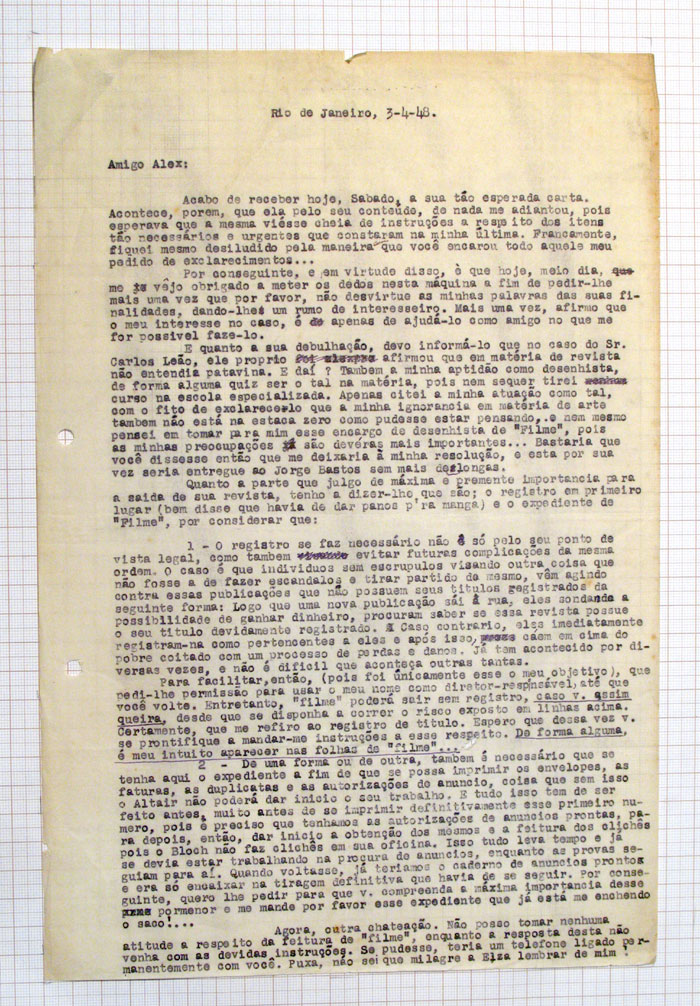 Rio de Janeiro, 3-4-48.
Amigo Alex:
Acabo de receber hoje, Sabado, a sua tão esperada carta.
Acontece, porem, que ela pelo seu conteúdo, de nada me adiantou, pois
esperava que a mesma viésse cheia de instruções a respeito dos itens
tão necessários e urgentes que constaram na minha última. Francamente,
fiquei mesmo desiludido pela maneira que você encarou todo aquele meu
pedido de exclarecimentos...
Por conseguinte, e em virtude disso, è que hoje, meio dia, que
me vejo obrigado a meter os dedos nesta máquina a fim de pedir-lhe
mais uma vez que por favor, não desvirtue as minhas palavras das suas fi-
nalidades, dando-lhes um rumo de interesseiro. Mais uma vez, afirmo que
o meu interesse no caso, é de apenas de ajudá-lo como amigo no que me
for possivel faze-lo.
E quanto a sua debulhação, devo informá-lo que no caso do Sr.
Carlos Leão, ele proprio afirmou que em matéria de revista
não entendia patavina. E daí ? Tambem a minha aptidão como desenhista,
de forma alguma quiz ser o tal na matéria, pois nem sequer tirei nenhum
curso na escola especializada. Apenas citei a minha atuação como tal,
com o fito de exclarece-lo que a minha ignorancia em matéria de arte
tambem não está na estaca zero como pudesse estar pensando, e nem mesmo
pensei em tomar para mim esse encargo de desenhista de "Filme", pois
as minhas preocupações são devéras mais importantes... Bastaria que
você dissesse então que me deixaria à minha resolução, e esta por sua
vez seria entregue ao Jorge Bastos sem mais deslongas.
Quanto a parte que julgo de máxima e premente importancia para
a saida de sua revista, tenho a dizer-lhe que são; o registro em primeiro
lugar (bem disse que havia de dar panos p'ra manga) e o expediente de
"Filme", por considerar que:
1 - O registro se faz necessário não é só pelo seu ponto de
vista legal, como tambem evitar futuras complicações da mesma
ordem. O caso é que individuos sem escrupulos visando outra coisa que
não fosse a de fazer escandalos e tirar partido da mesmo, vêm agindo
contra essas publicações que não possuem seus titulos registrados da
seguinte forma: Logo que uma nova publicação sái á rua, eles sondando a
possibilidade de ganhar dinheiro, procuram saber se essa revista possue
o seu titulo devidamente registrado. Caso contrario, eles imediatamente
registram-na como pertencentes a eles e após isso, caem em cima do
pobre coitado com um processo de perdas e danos. Já tem acontecido por di-
versas vezes, e não é dificil que aconteça outras tantas.
Para facilitar, então, (pois foi únicamente esse o meu objetivo), que
pedi-lhe permissão para usar o meu nome como diretor-responsável, até que
você volte. Entretanto, "filme" poderá sair sem registro, caso v. assim
queira, desde que se disponha a correr o risco exposto em linhas acima.
Certamente, que me refiro ao registro de titulo. Espero que dessa vez v.
se prontifique a mandar-me instruções a esse respeito. De forma alguma,
é meu intuito aparecer nas folhas de "filme"...
2 - De uma forma ou de outra, tambem é necessário que se
tenha aqui o expediente a fim de que se possa imprimir os envelopes, as
faturas, as duplicatas e as autorizações de anuncio, coisa que sem isso
o Altair não poderá dar inicio o seu trabalho. E tudo isso tem de ser
feito antes, muito antes de se imprimir definitivamente esse primeiro nu-
mero, pois é preciso que tenhamos as autorizações de anuncios prontas, pa-
ra depois, então, dar inicio a obtenção dos mesmos e a feitura dos clichés
pois o Bloch não faz clichês em sua oficina. Isso tudo leva tempo e já
se devia estar trabalhando na procura de anuncios, enquanto as provas se-
guiam para aí. Quando voltasse, já teriamos o caderno de anuncios prontos
e era só encaixar na tiragem definitiva que havia de se seguir. Por conse-
guinte, quero lhe pedir para que v. compreenda a máxima importancia desse
pormenor e me mande por favor esse expediente que já está me enchendo
o saco!...
Agora, outra chateação. Não posso tomar nenhuma
atitude a respeito da feitura de "filme", enquanto a resposta desta não
venha com as devidas instruções. Se pudesse, teria um telefone ligado per-
manentemente com você. Puxa, não sei que milagre a Elza lembrar de mim !